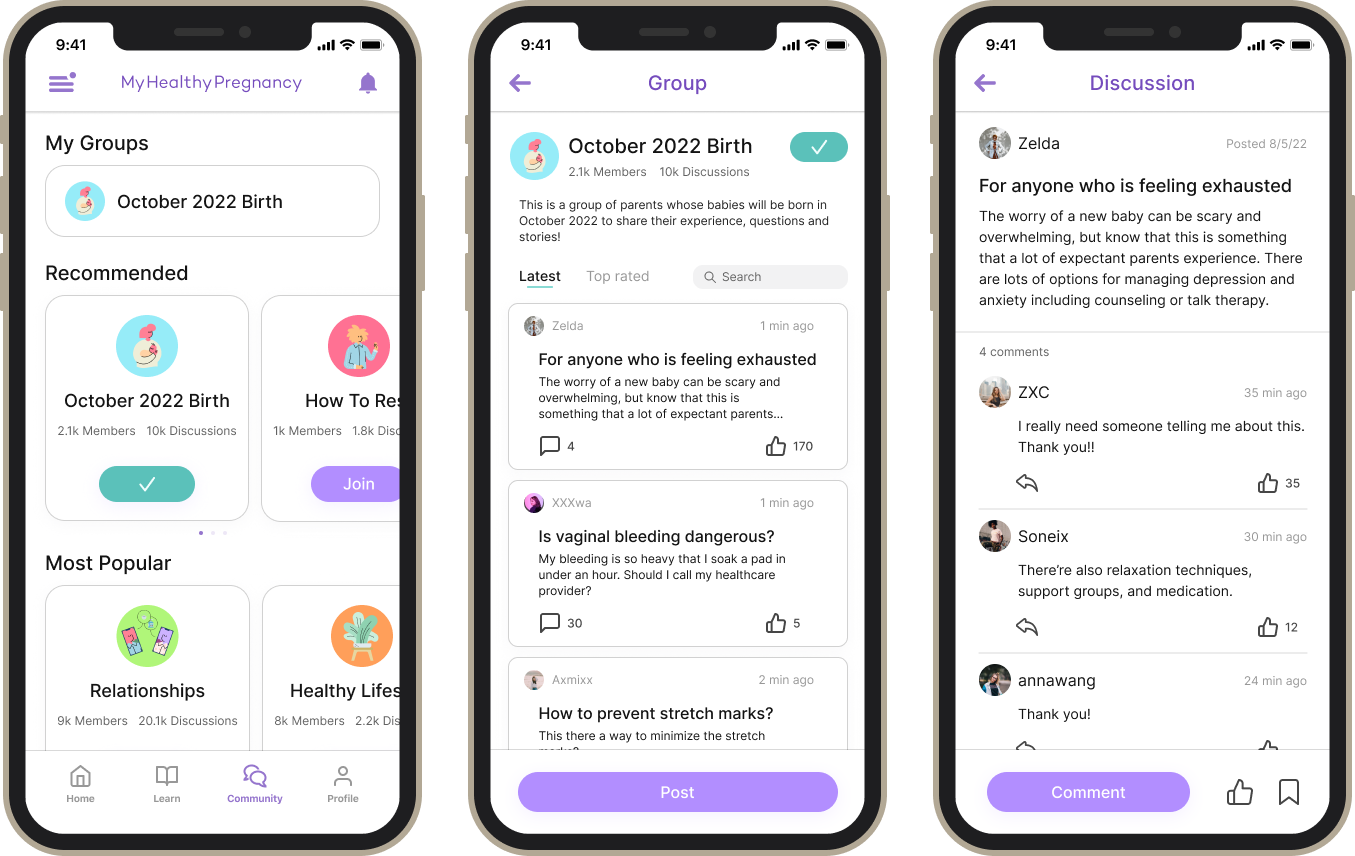 9:41
MyHealthyPregnancy
My Groups
October 2022 Birth
Recommended
October 2022 Birth
2.1k Members 10k Discussions
How To Res
1k Members 1.8k Disc
Join
Most Popular
Relationships
9k Members 20.1k Discussions
Healthy Lifes
8k Members 2.2k Dis
Home
Learn
Community
Profile
9:41
Group
October 2022 Birth
2.1k Members 10k Discussions
This is a group of parents whose babies will be born in
October 2022 to share their experience, questions and
stories!
Latest
Top rated
Search
Zelda
1 min ago
For anyone who is feeling exhausted
The worry of a new baby can be scary and
overwhelming, but know that this is
something that a lot of expectant parents...
4
170
XXXwa
1 min ago
Is vaginal bleeding dangerous?
My bleeding is so heavy that I soak a pad in
under an hour. Should I call my healthcare
provider?
30
5
Axmixx
2 min ago
How to prevent stretch marks?
This there a way to minimize the stretch
marks?
Post
9:41
Discussion
Zelda
Posted 8/5/22
For anyone who is feeling exhausted
The worry of a new baby can be scary and
overwhelming, but know that this is something
that a lot of expectant parents experience. There
are lots of options for managing depression and
anxiety including counseling or talk therapy.
4 comments
ZXC
35 min ago
I really need someone telling me about this.
Thank you!!
35
Soneix
30 min ago
There're also relaxation techniques,
support groups, and medication.
12
annawang
24 min ago
Thank you!
Comment